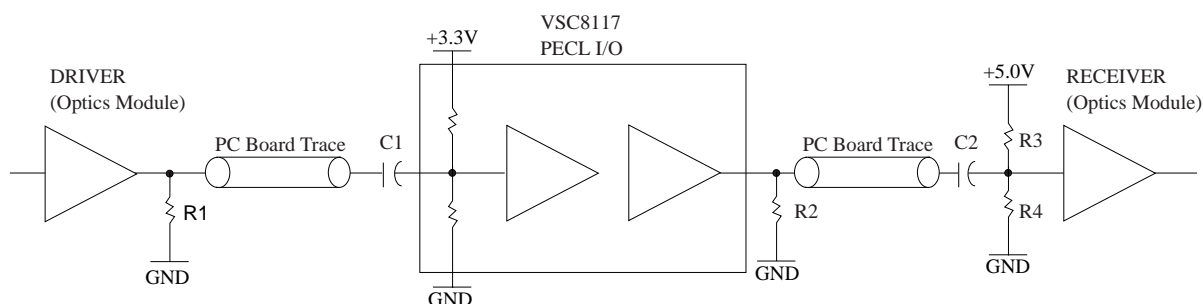 VSC8117
PECL I/O
+3.3V
DRIVER
(Optics Module)
+5.0V
RECEIVER
(Optics Module)
PC Board Trace
C1
PC Board Trace
C2
R3
R1
R2
R4
GND
GND
GND
GND